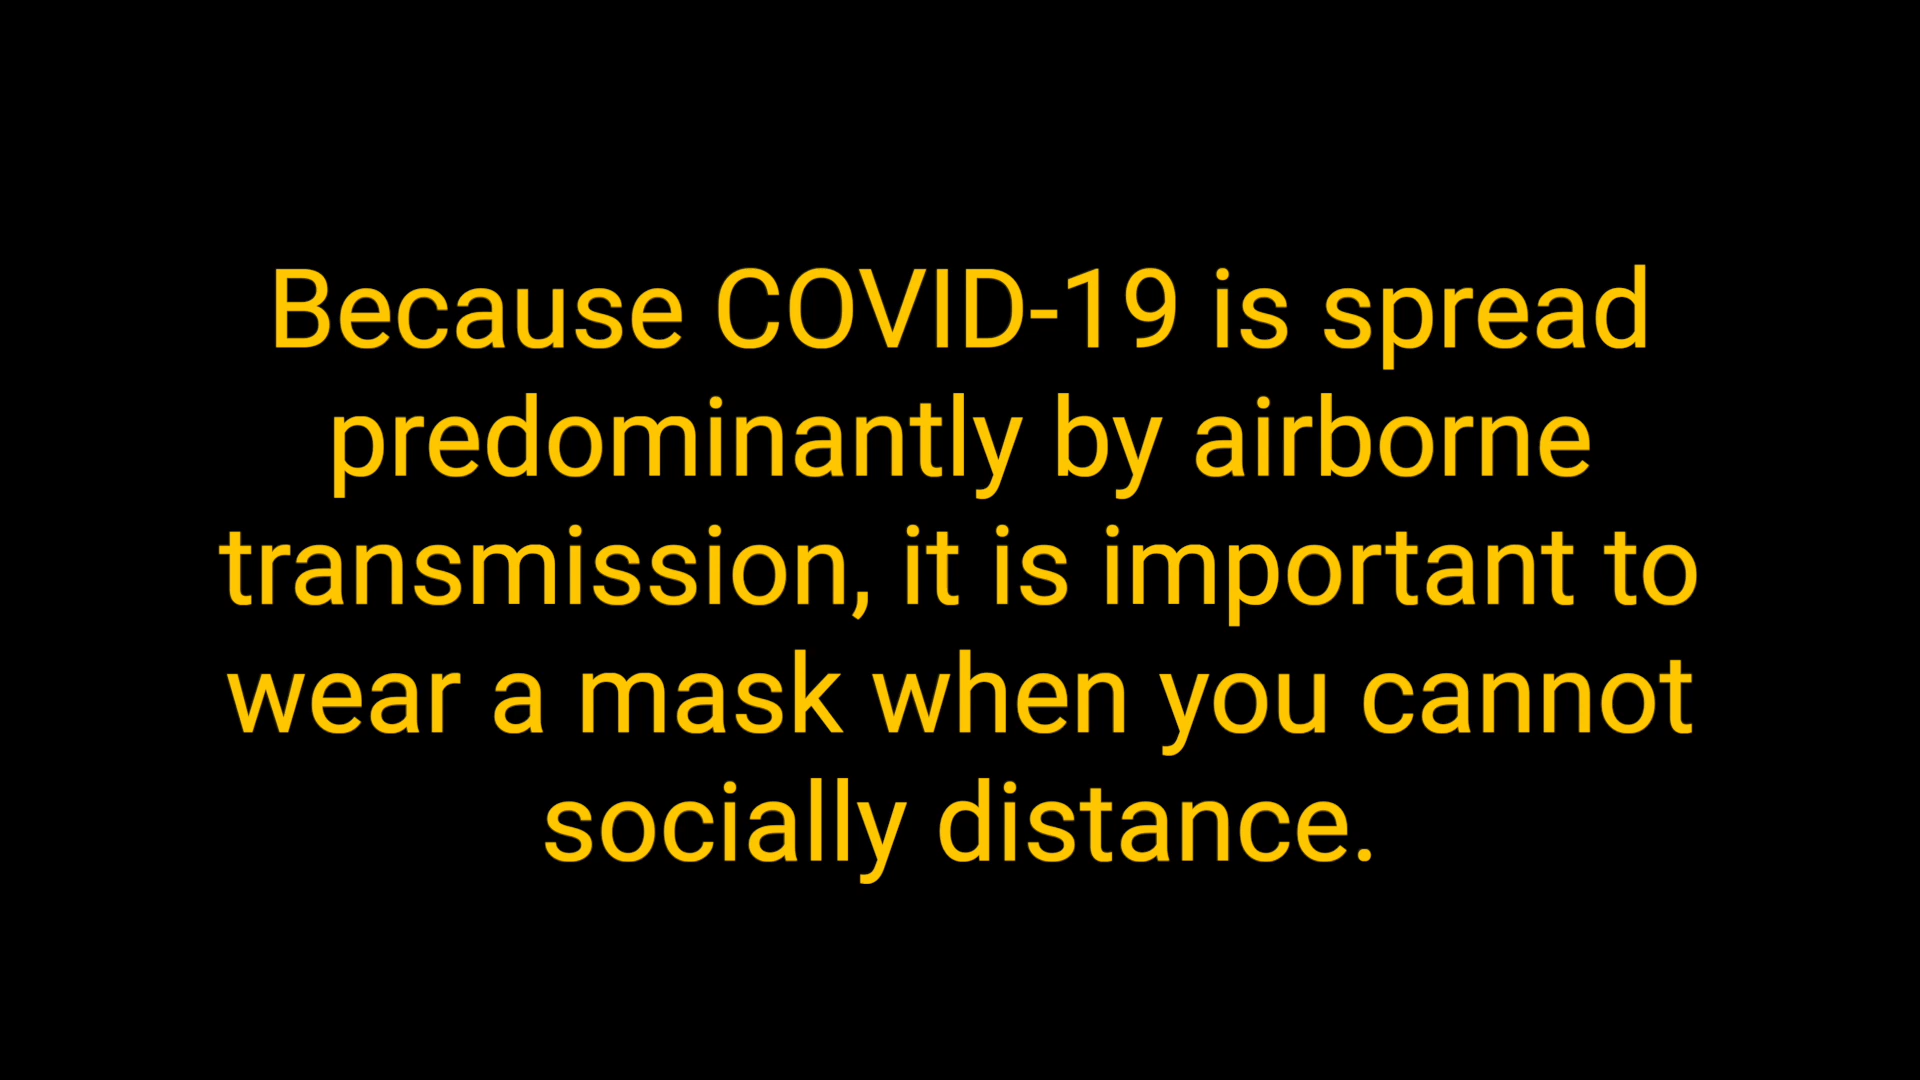 Because COVID-19 is spread
predominantly by airborne
transmission, it is important to
wear a mask when you cannot
socially distance.